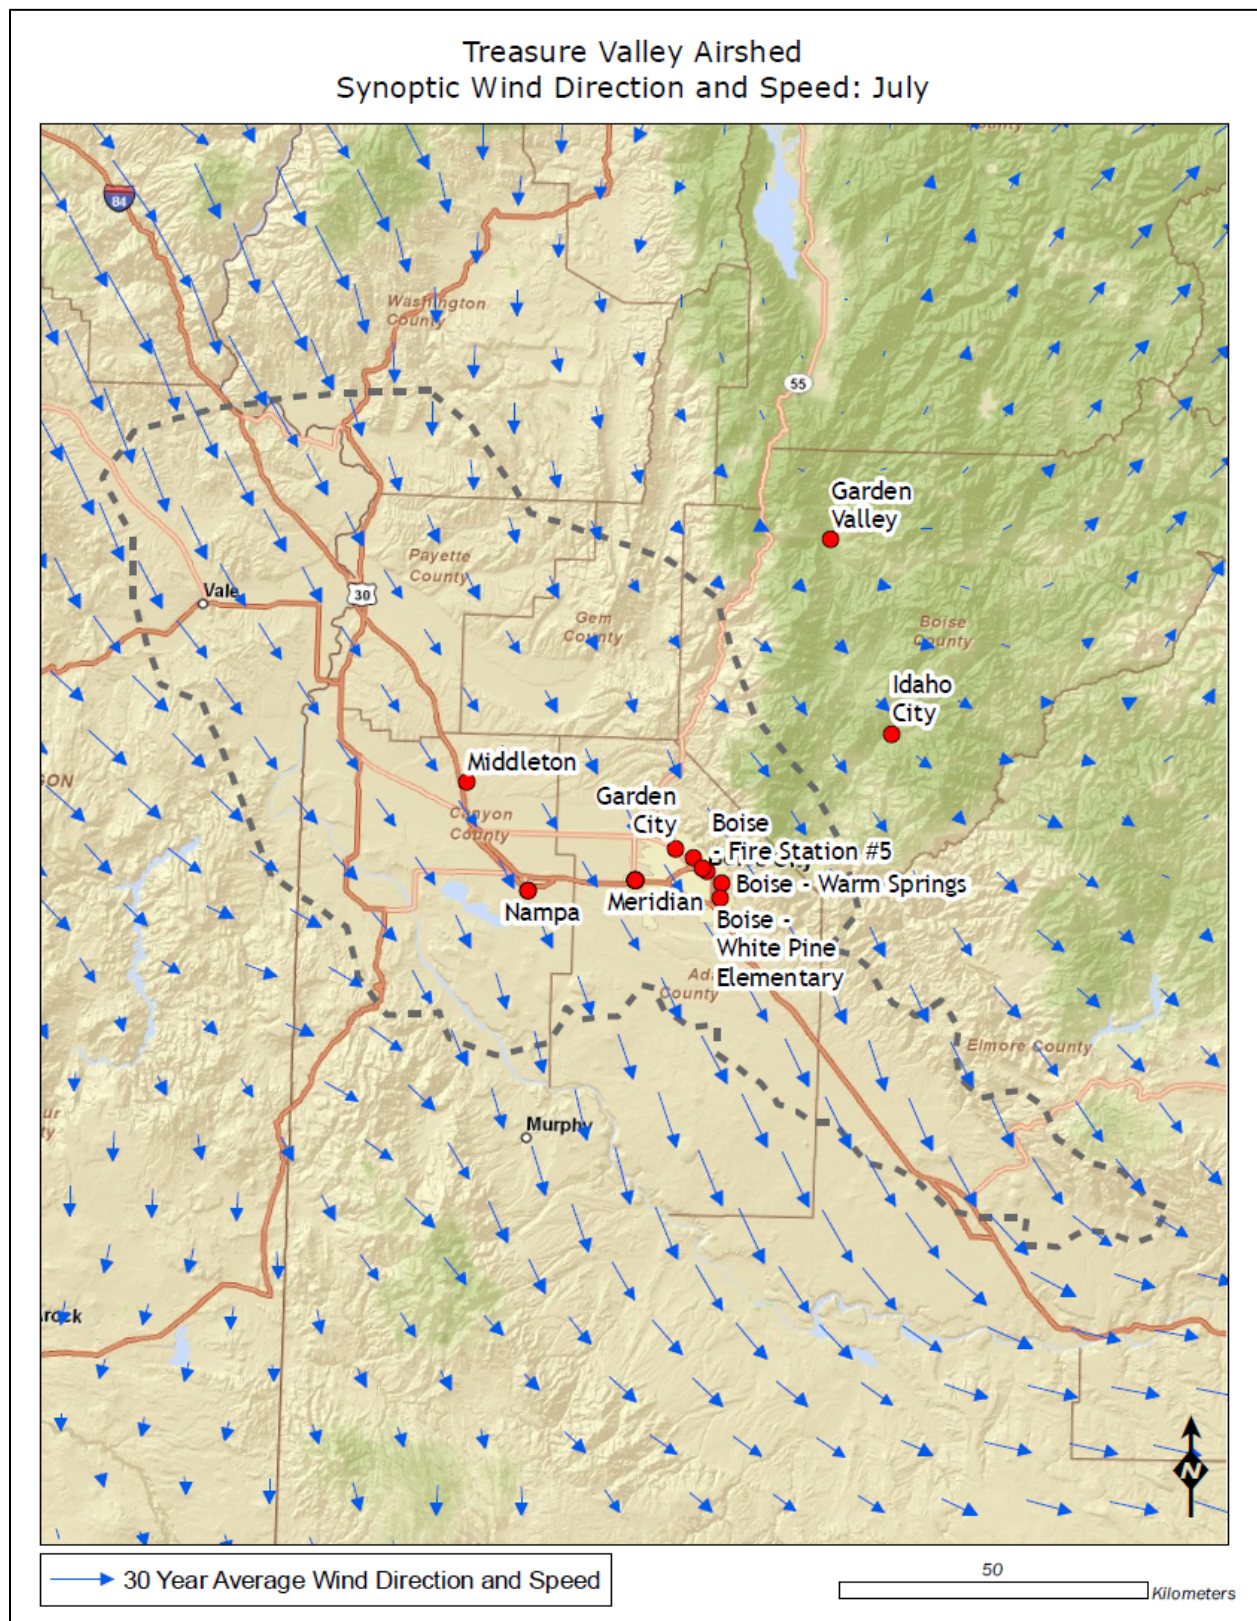 Treasure Valley Airshed
Synoptic Wind Direction and Speed: July
County
84
Washington
County
55
Garden
Valley
Payette
County
Vale
30
Gem
County
Boise
County
Idaho
City
Middleton
Garden
City
Canyon
County
Boise
- Fire Station #5
Boise - Warm Springs
Nampa
Meridian
Boise -
White Pine
Elementary
County
Elmore County
Murphy
N
30 Year Average Wind Direction and Speed
50
Kilometers